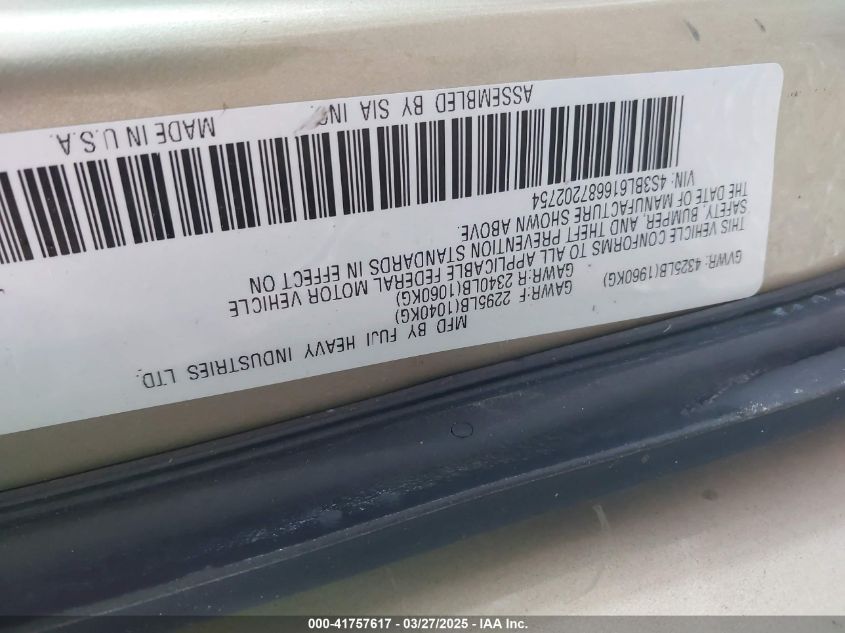 MFD BY FUJI HEAVY INDUSTRIES LTD.
GVWR: 4325LB(1960KG) GAWR:F 2295LB(1040KG)
GAWR:R 2340LB(1060KG)
THIS VEHICLE CONFORMS TO ALL APPLICABLE FEDERAL MOTOR VEHICLE
SAFETY, BUMPER, AND THEFT PREVENTION STANDARDS IN EFFECT ON
THE DATE OF MANUFACTURE SHOWN ABOVE.
VIN: 4S3BL616687202754
ASSEMBLED BY SIA INC. MADE IN U.S.A.
000-41757617 | 03/27/2025 | IAA Inc.